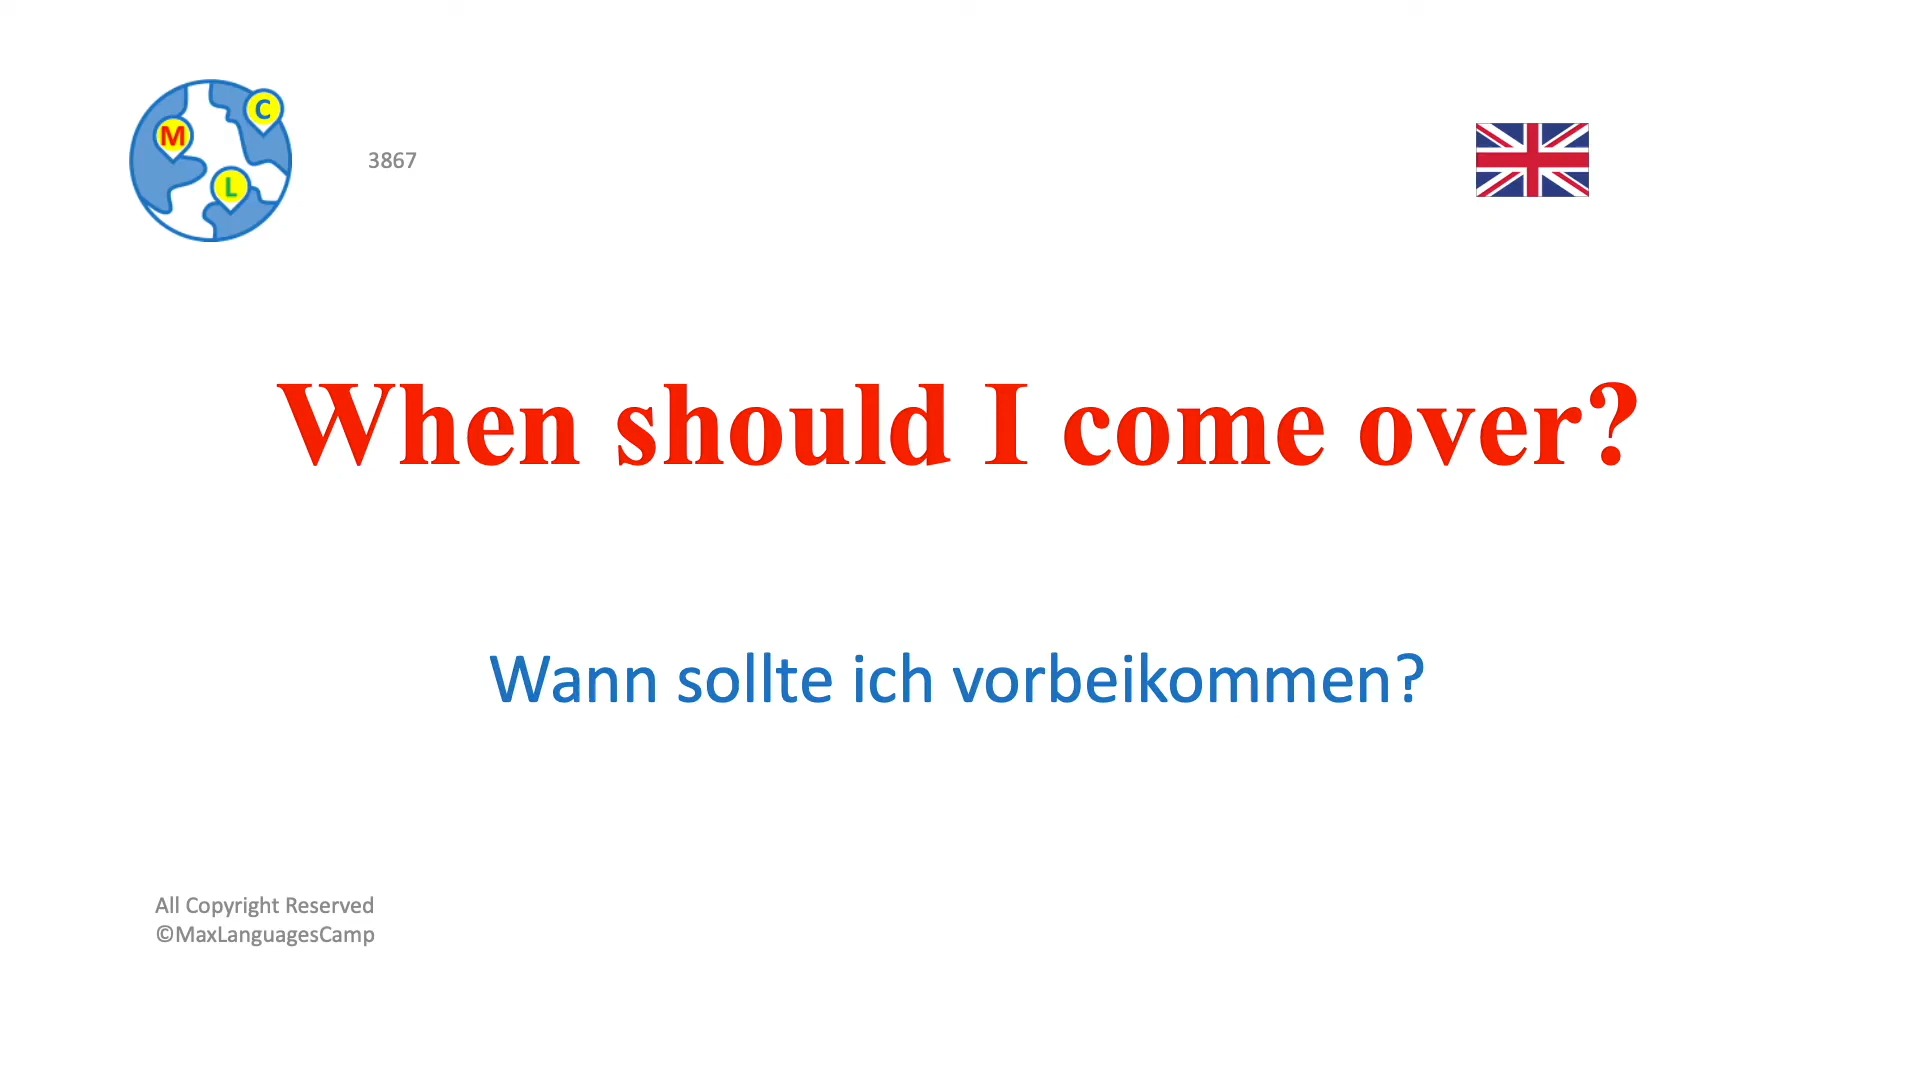 M
C
L
3867
When should I come over?
Wann sollte ich vorbeikommen?
All Copyright Reserved
©MaxLanguagesCamp